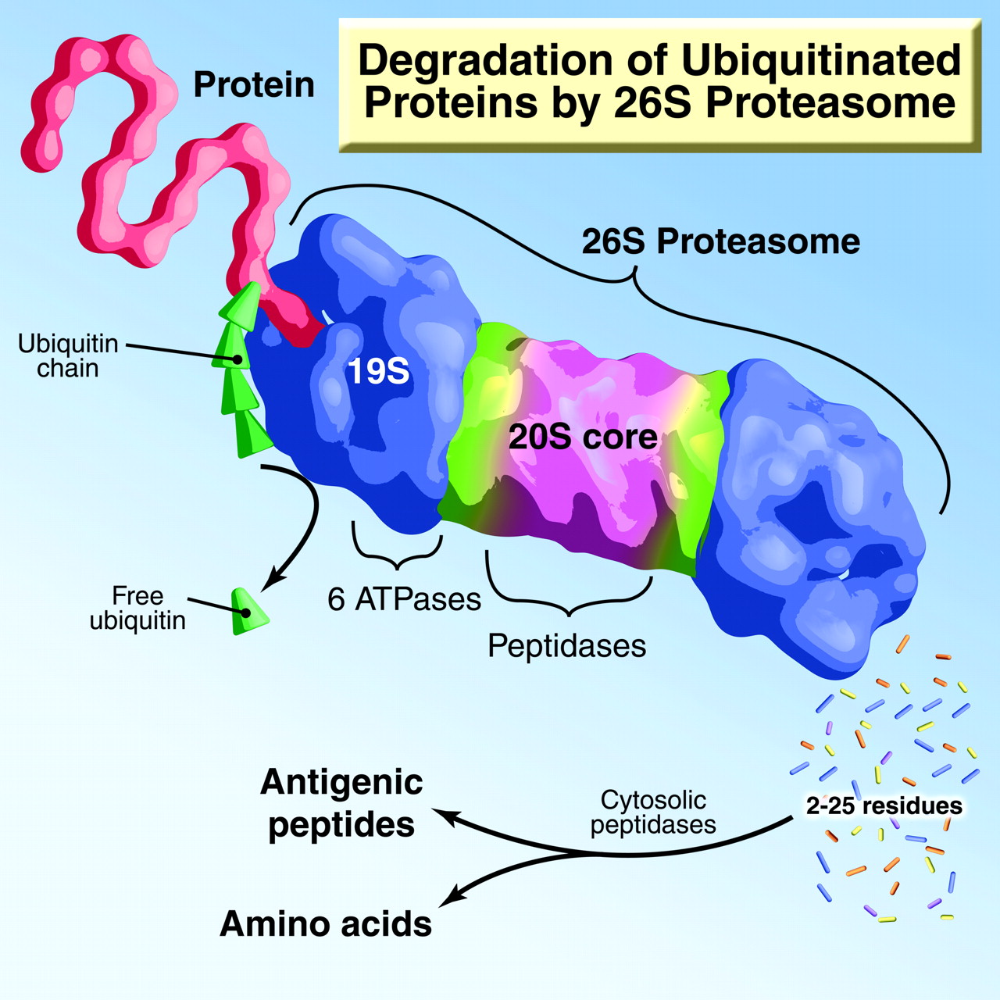 Degradation of Ubiquitinated
Proteins by 26S Proteasome
Protein
26S Proteasome
Ubiquitin
chain
19S
20S core
Free
ubiquitin
6 ATPases
Peptidases
Antigenic
peptides
Cytosolic
peptidases
2-25 residues
Amino acids